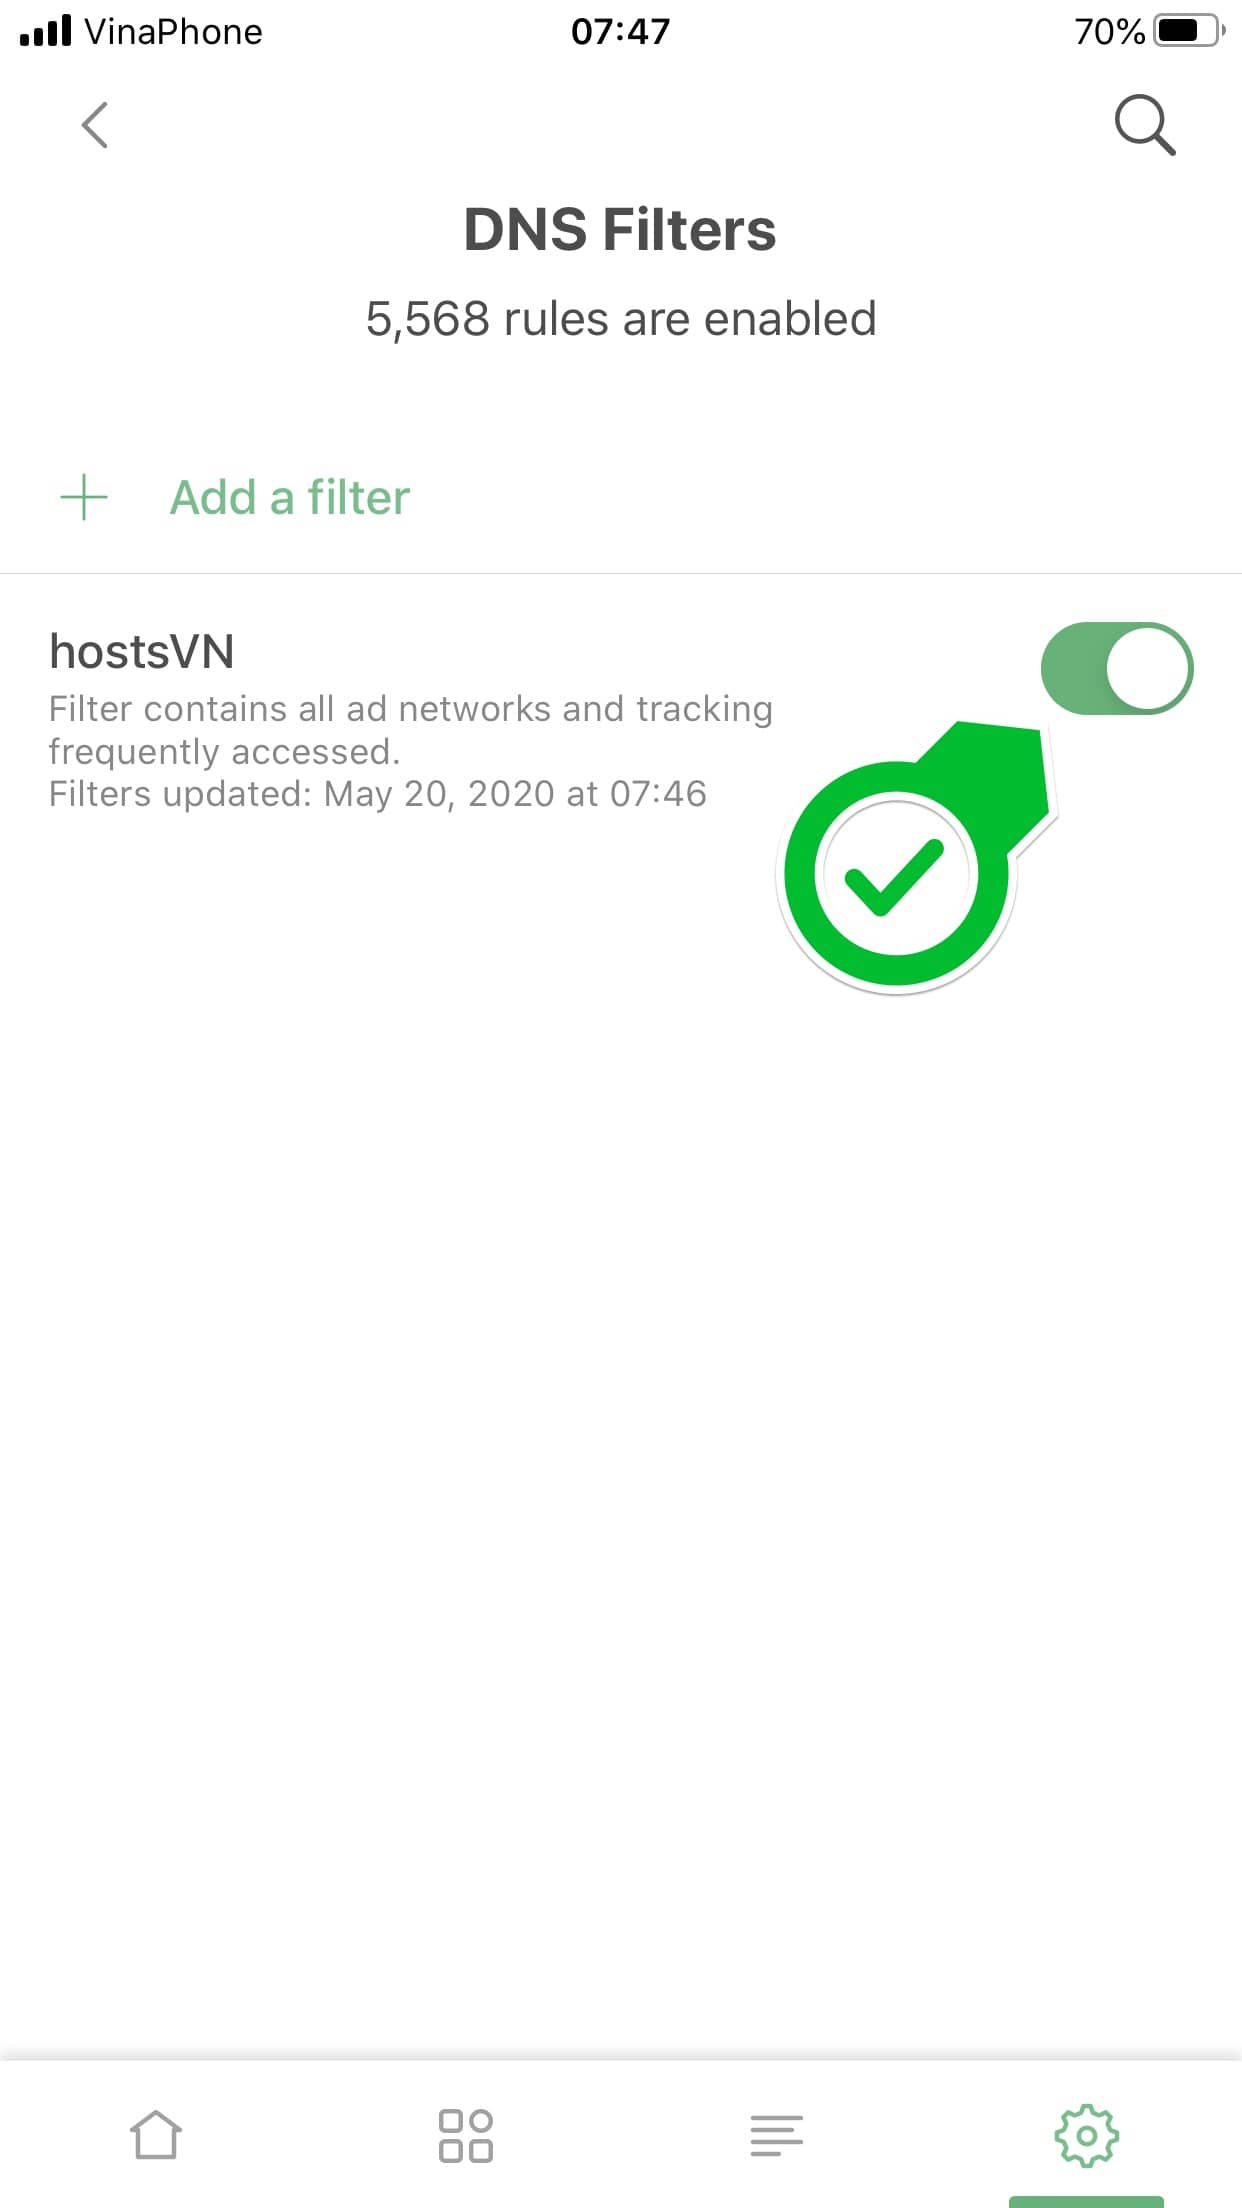 VinaPhone 07:47 70%
DNS Filters
5,568 rules are enabled
Add a filter
hostsVN
Filter contains all ad networks and tracking
frequently accessed.
Filters updated: May 20, 2020 at 07:46